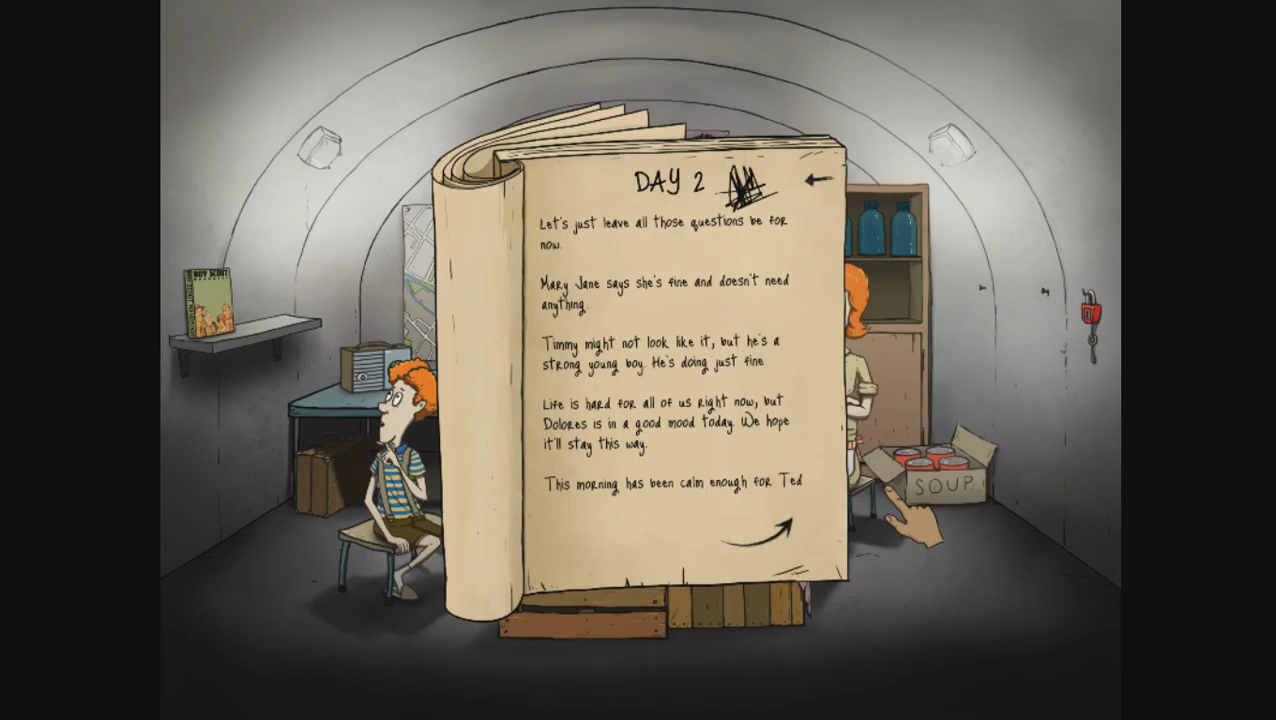 DAY 2
Let's just leave all those questions be for
now.
Mary Jane says she's fine and doesn't need
anything.
Timmy might not look like it, but he's a
strong young boy. He's doing just fine
Life is hard for all of us right now, but
Dolores is in a good mood today. We hope
it'll stay this way.
This morning has been calm enough for Ted
BOY SCOUT
SOUP